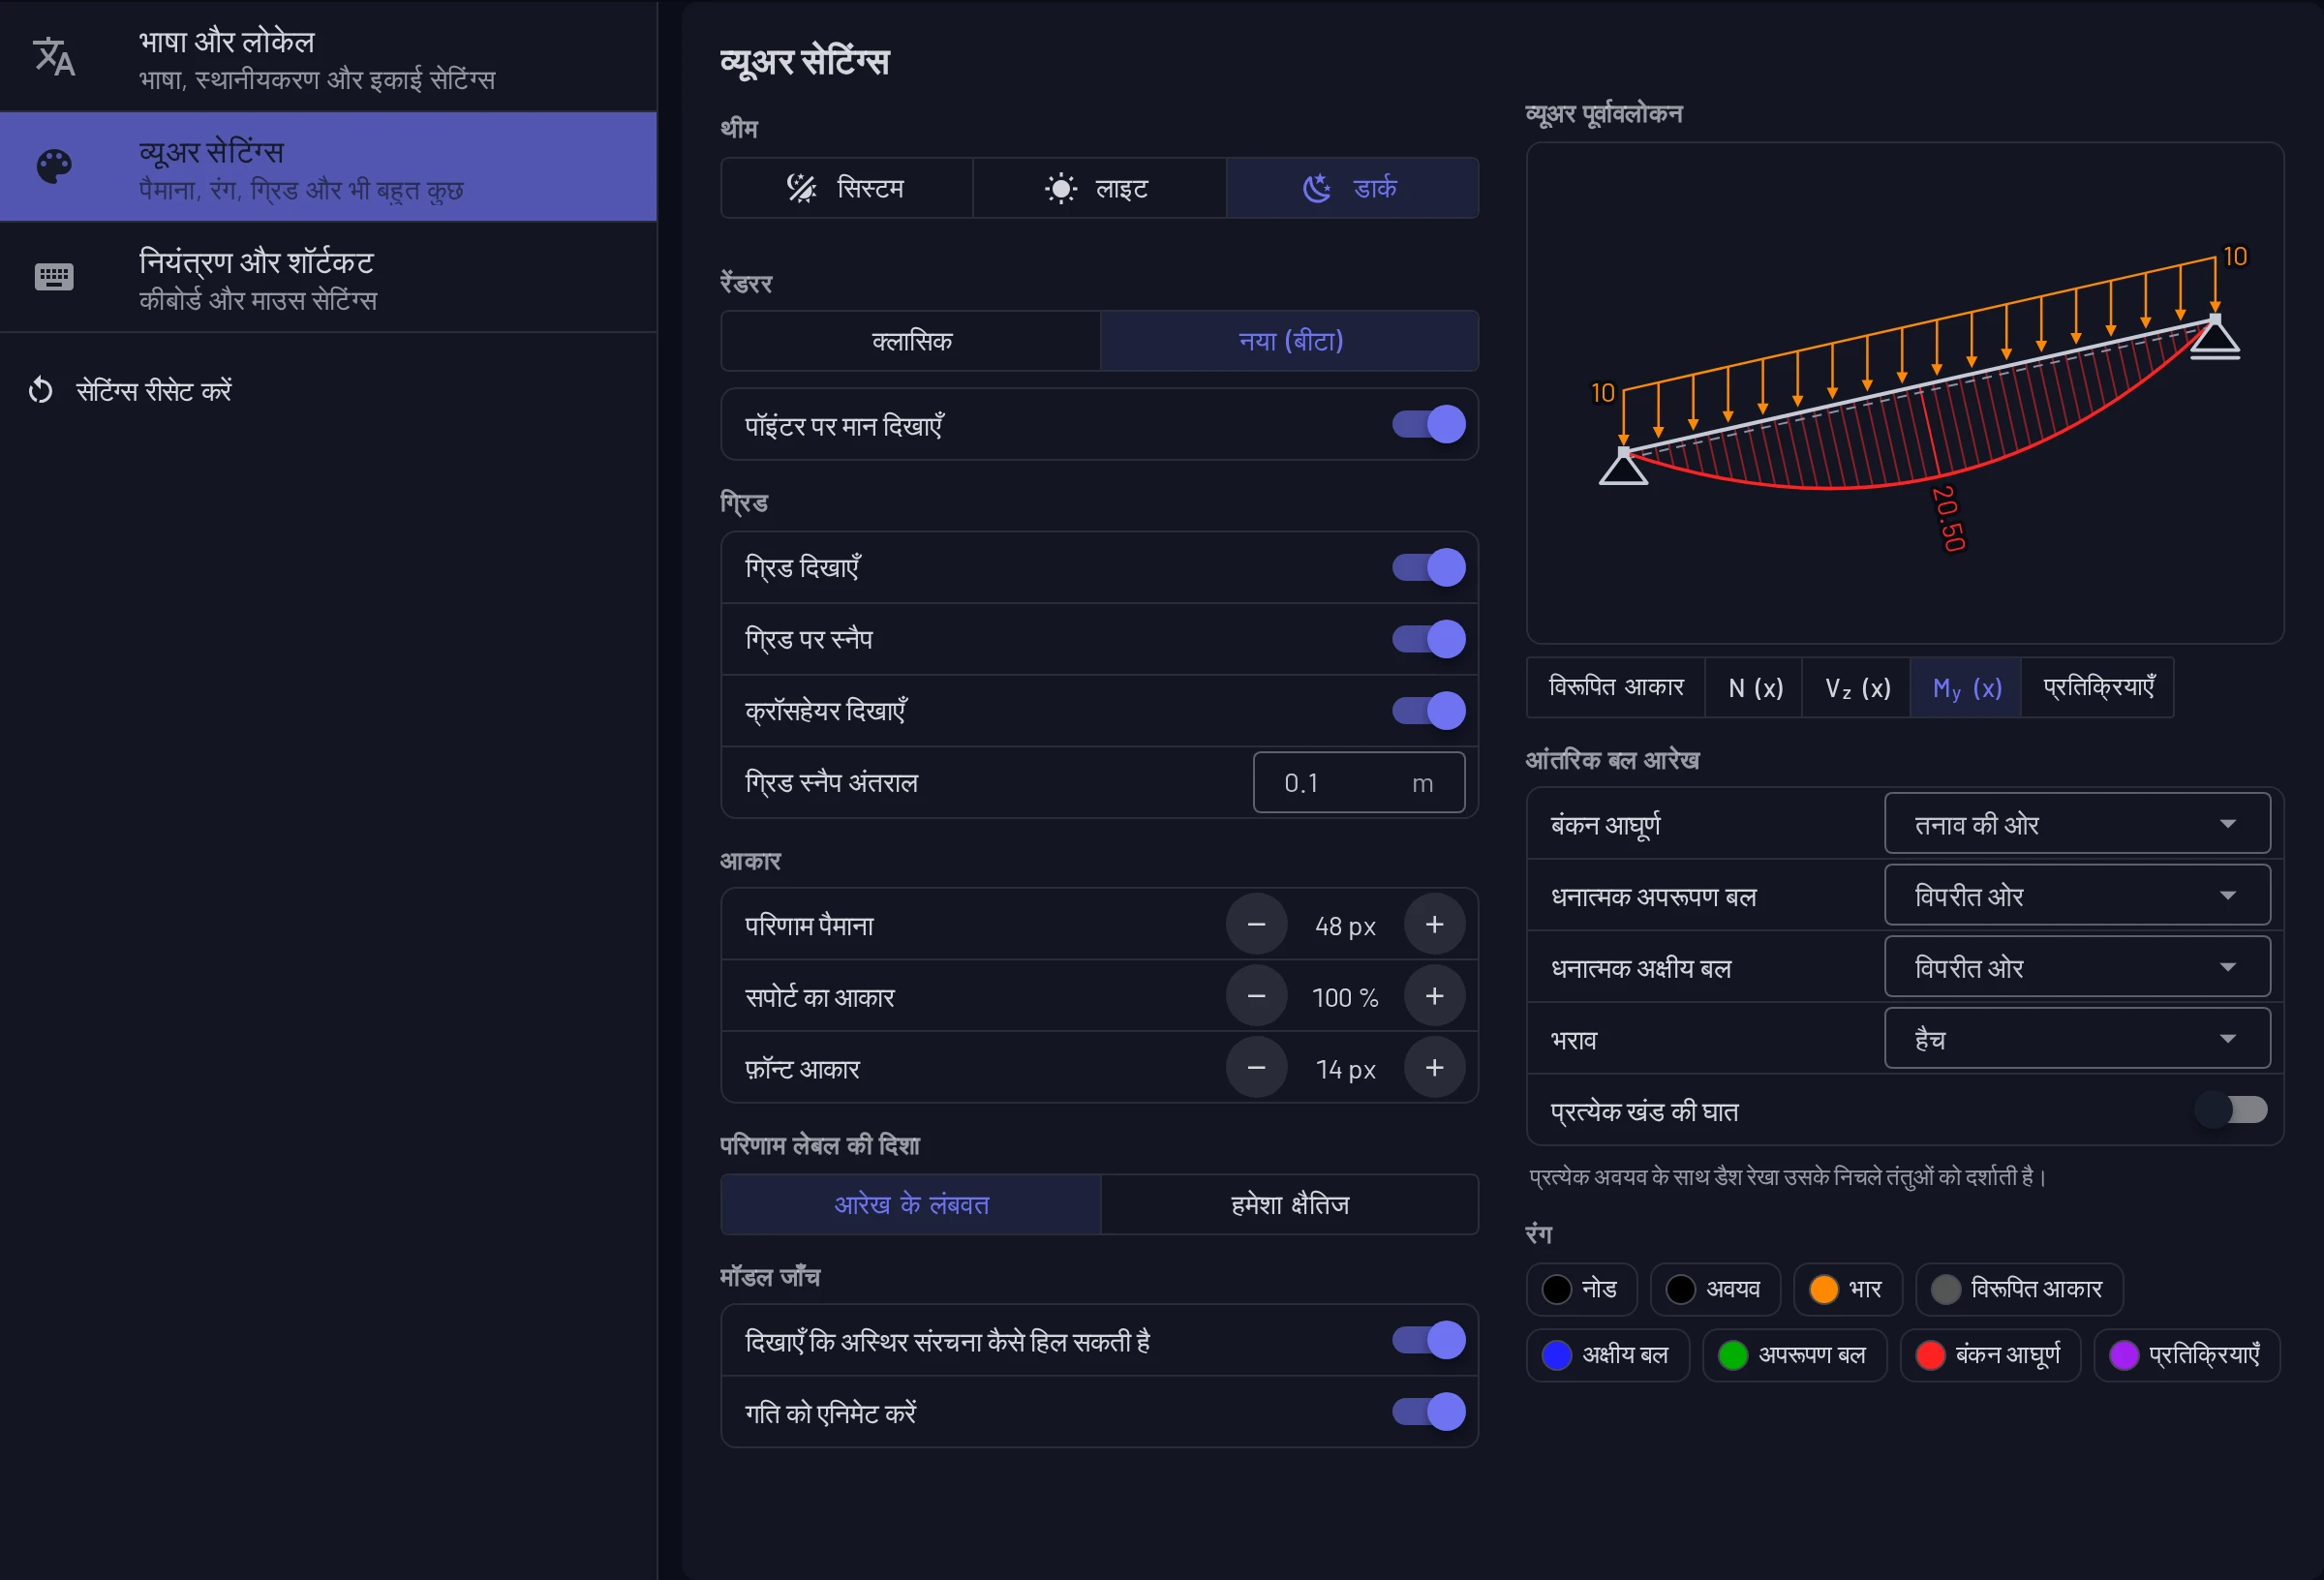 भाषा और लोकेल
भाषा, स्थानीयकरण और इकाई सेटिंग्स
व्यूअर सेटिंग्स
पैमाना, रंग, ग्रिड और भी बहुत कुछ
नियंत्रण और शॉर्टकट
कीबोर्ड और माउस सेटिंग्स
सेटिंग्स रीसेट करें
व्यूअर सेटिंग्स
थीम
सिस्टम
लाइट
डार्क
रेंडरर
क्लासिक
नया (बीटा)
पॉइंटर पर मान दिखाएँ
ग्रिड
ग्रिड दिखाएँ
ग्रिड पर स्नैप
क्रॉसहेयर दिखाएँ
ग्रिड स्नैप अंतराल
0.1 m
आकार
परिणाम पैमाना
− 48 px +
सपोर्ट का आकार
− 100 % +
फ़ॉन्ट आकार
− 14 px +
परिणाम लेबल की दिशा
आरेख के लंबवत
हमेशा क्षैतिज
मॉडल जाँच
दिखाएँ कि अस्थिर संरचना कैसे हिल सकती है
गति को एनिमेट करें
व्यूअर पूर्वावलोकन
10
10
20.50
विरूपित आकार
N (x)
Vz (x)
My (x)
प्रतिक्रियाएँ
आंतरिक बल आरेख
बंकन आघूर्ण
तनाव की ओर
धनात्मक अपरूपण बल
विपरीत ओर
धनात्मक अक्षीय बल
विपरीत ओर
भराव
हैच
प्रत्येक खंड की घात
प्रत्येक अवयव के साथ डैश रेखा उसके निचले तंतुओं को दर्शाती है।
रंग
नोड
अवयव
भार
विरूपित आकार
अक्षीय बल
अपरूपण बल
बंकन आघूर्ण
प्रतिक्रियाएँ